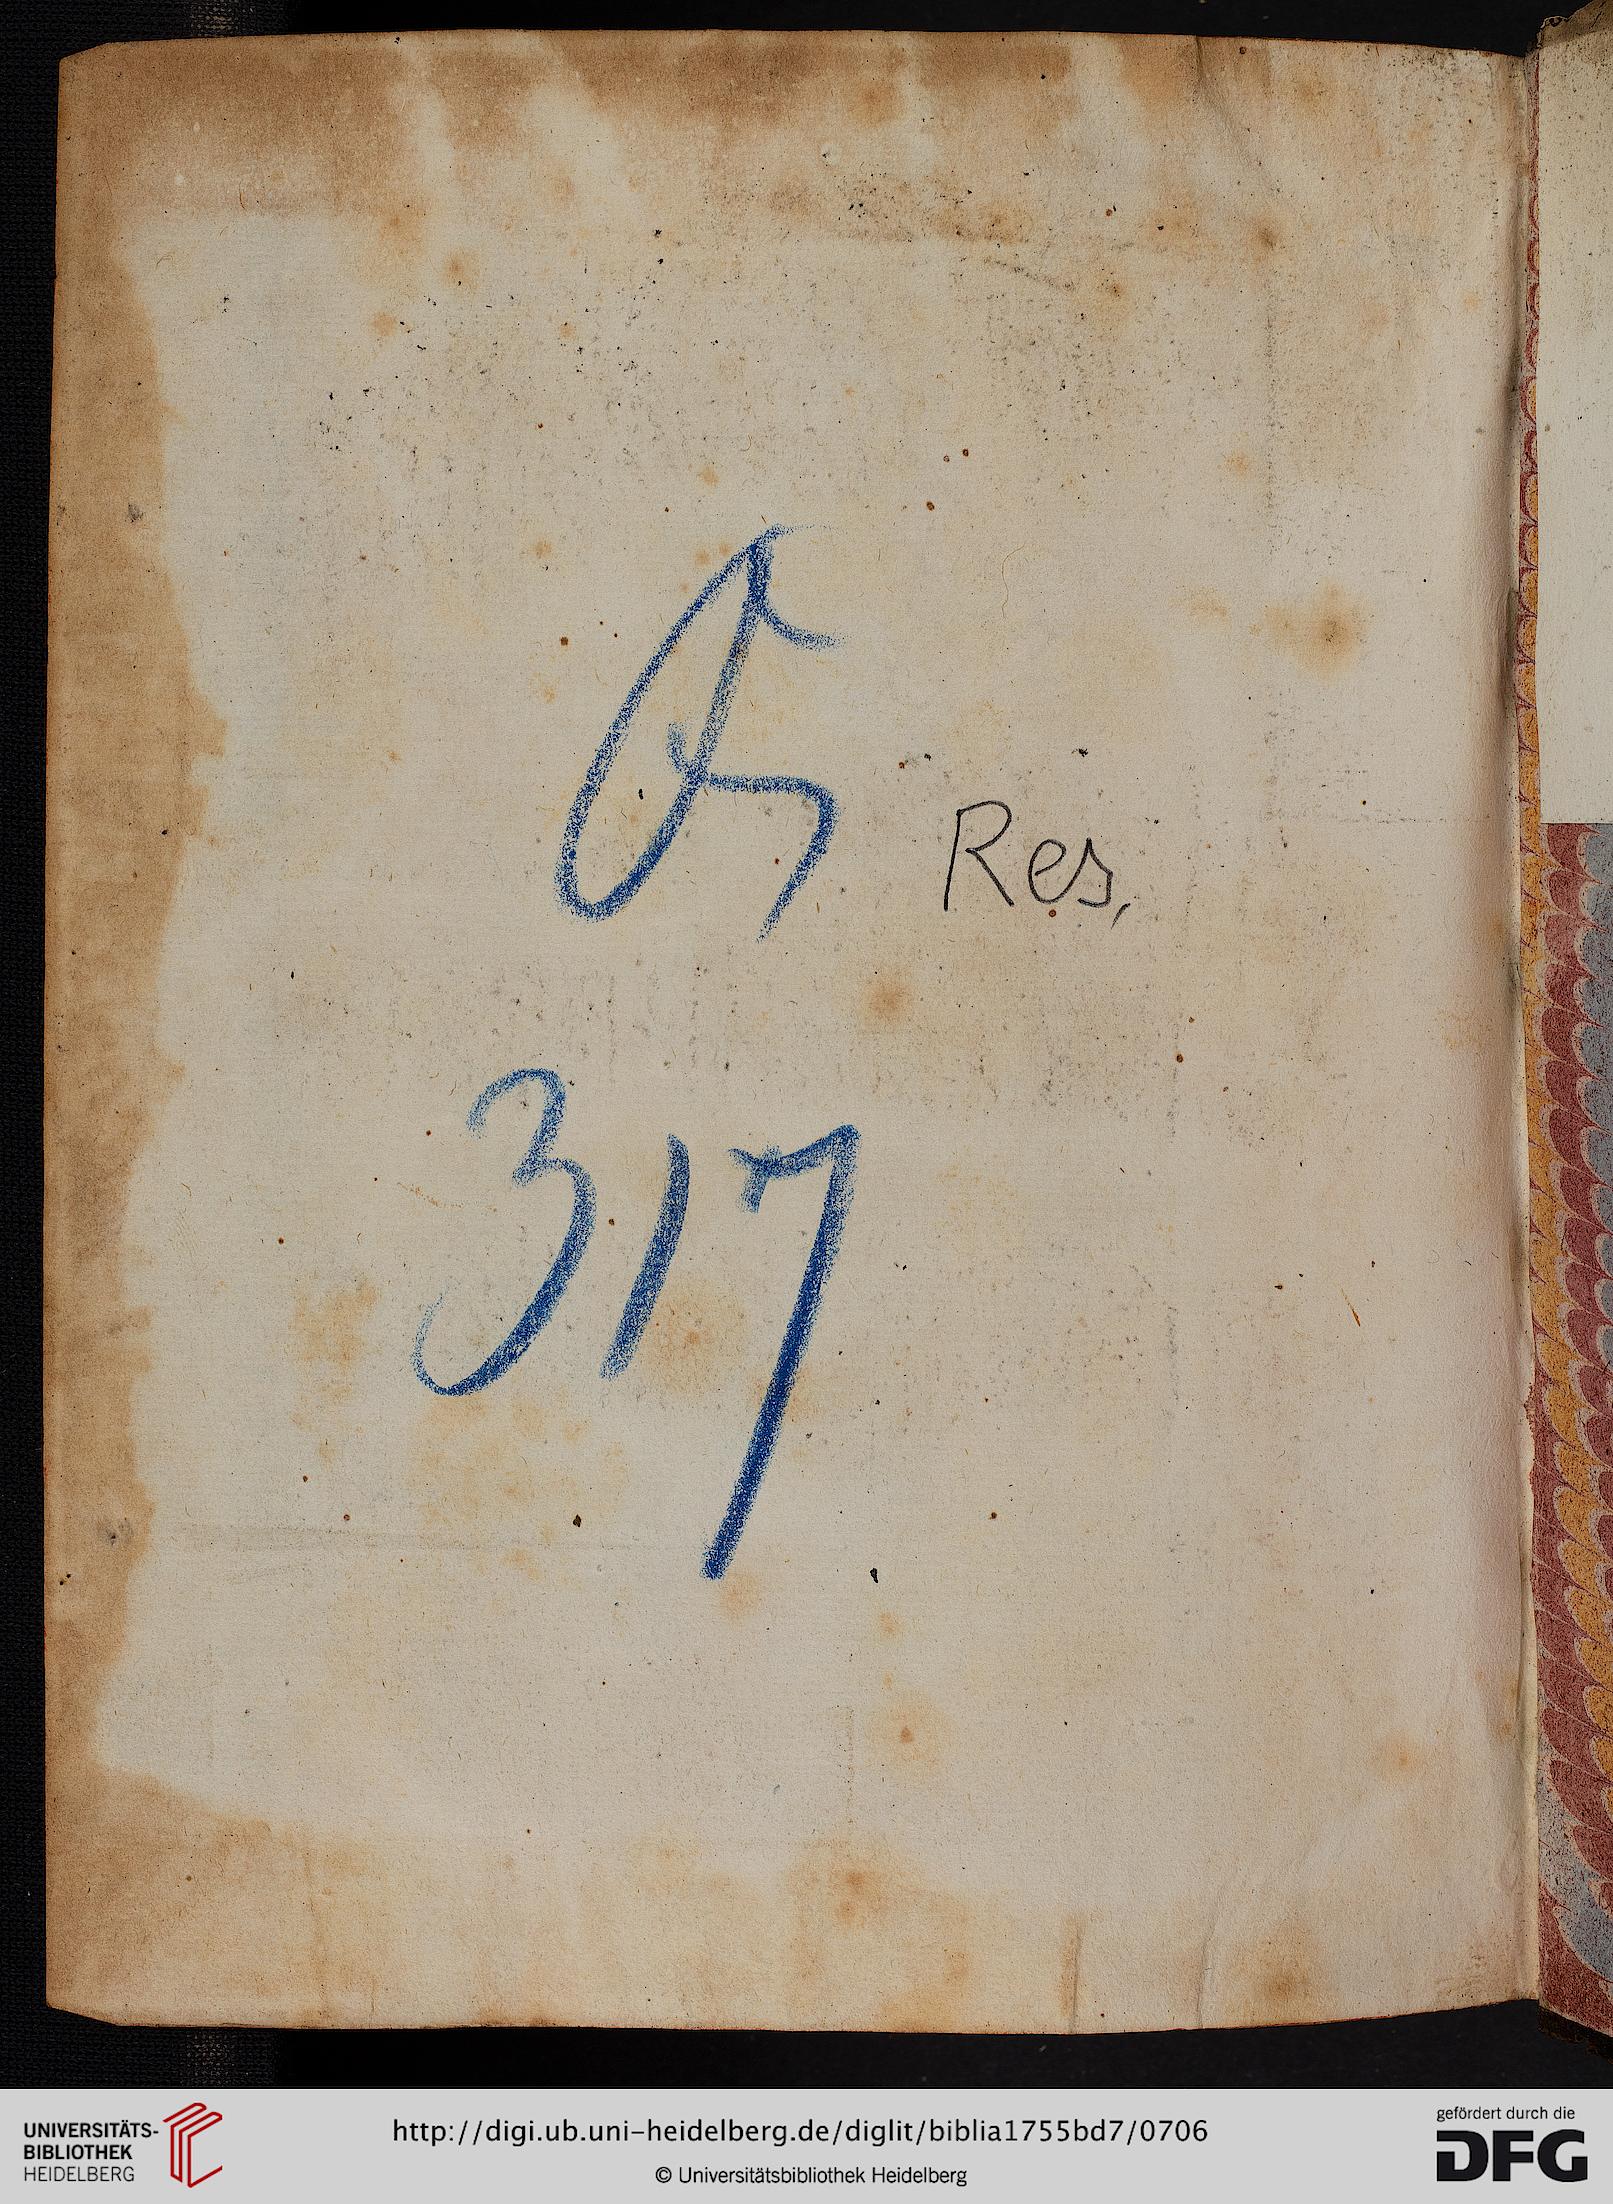 Q
Res,
317
UNIVERSITÄTS-
BIBLIOTHEK
HEIDELBERG
http://digi.ub.uni-heidelberg.de/diglit/biblia1755bd7/0706
© Universitätsbibliothek Heidelberg
gefördert durch die
DFG